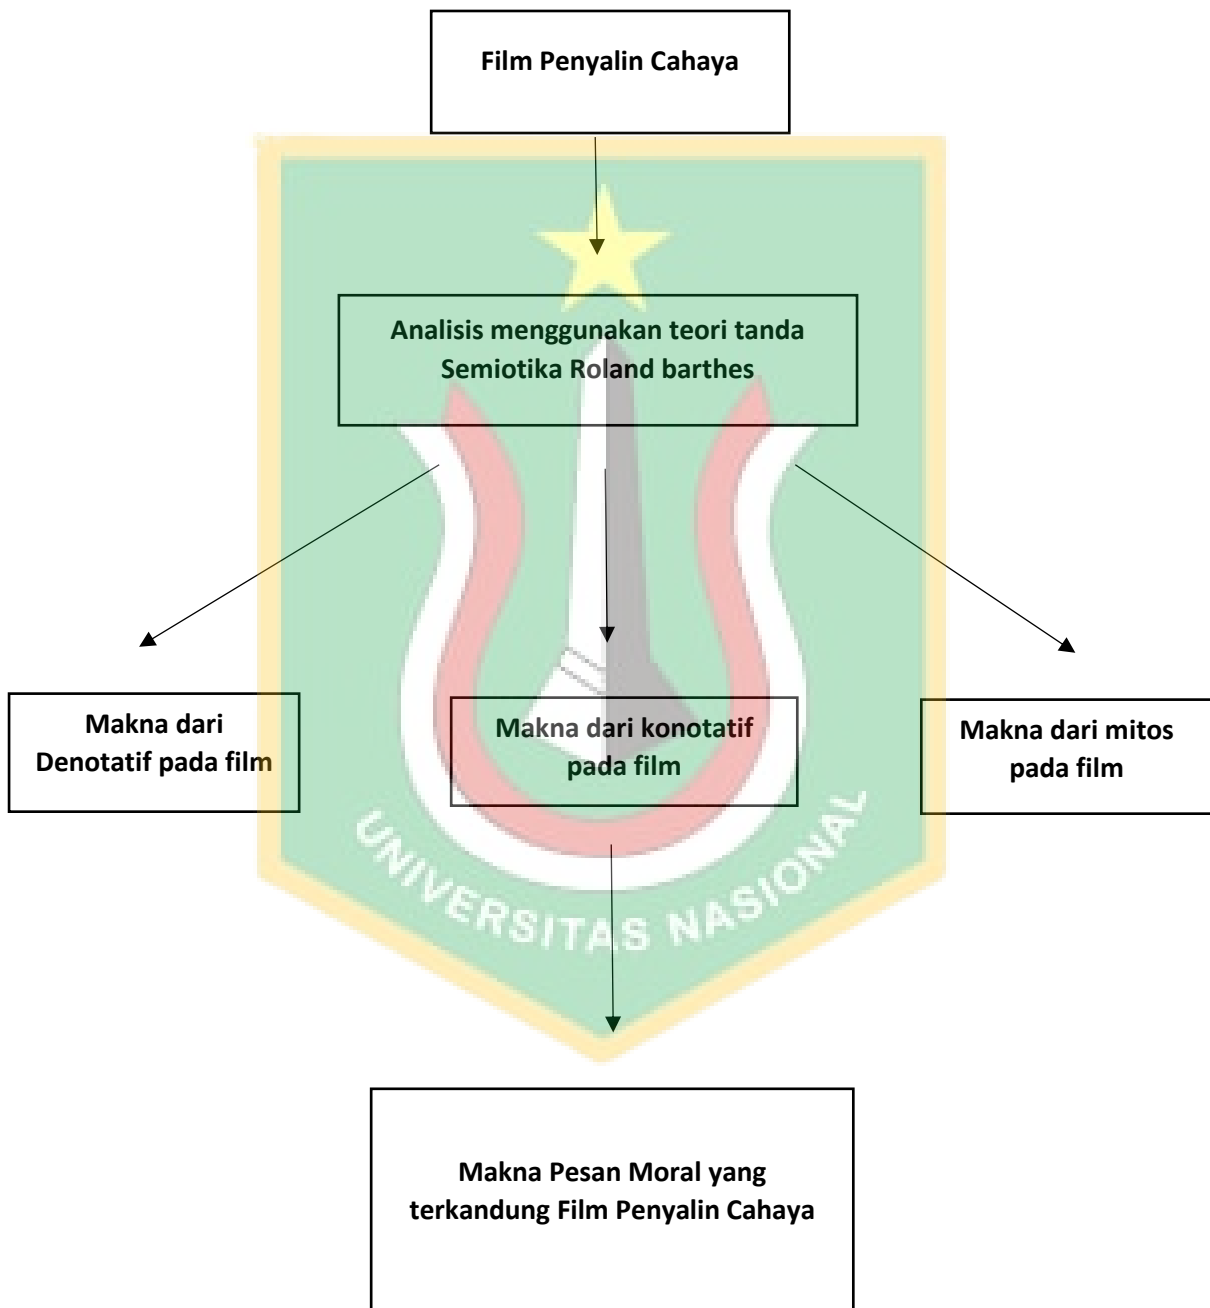 Film Penyalin Cahaya
Analisis menggunakan teori tanda
Semiotika Roland barthes
Makna dari
Denotatif pada film
Makna dari konotatif
pada film
Makna dari mitos
pada film
UNIVERSITAS NASIONAL
Makna Pesan Moral yang
terkandung Film Penyalin Cahaya